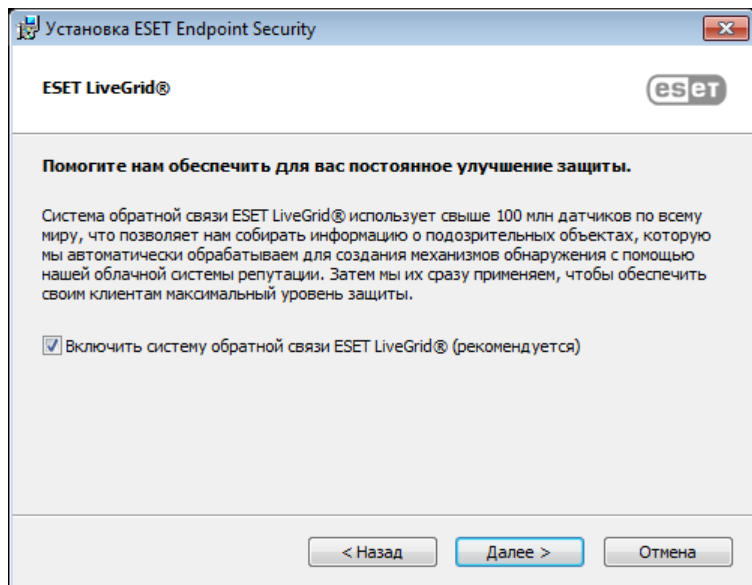 Установка ESET Endpoint Security
ESET LiveGrid®
eset
Помогите нам обеспечить для вас постоянное улучшение защиты.
Система обратной связи ESET LiveGrid® использует свыше 100 млн датчиков по всему
миру, что позволяет нам собирать информацию о подозрительных объектах, которую
мы автоматически обрабатываем для создания механизмов обнаружения с помощью
нашей облачной системы репутации. Затем мы их сразу применяем, чтобы обеспечить
своим клиентам максимальный уровень защиты.
Включить систему обратной связи ESET LiveGrid® (рекомендуется)
< Назад
Далее >
Отмена